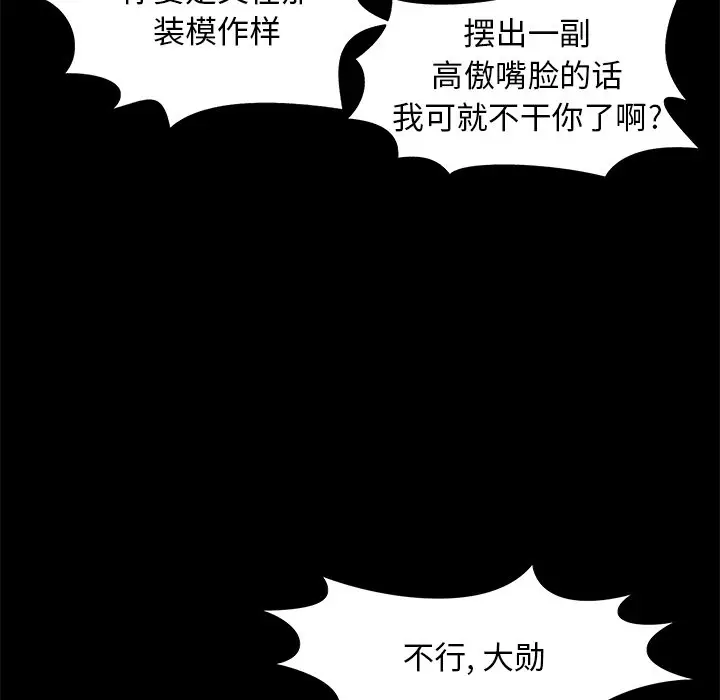 装模作样
摆出一副
高傲嘴脸的话
我可就不干你了啊?
不行, 大勋